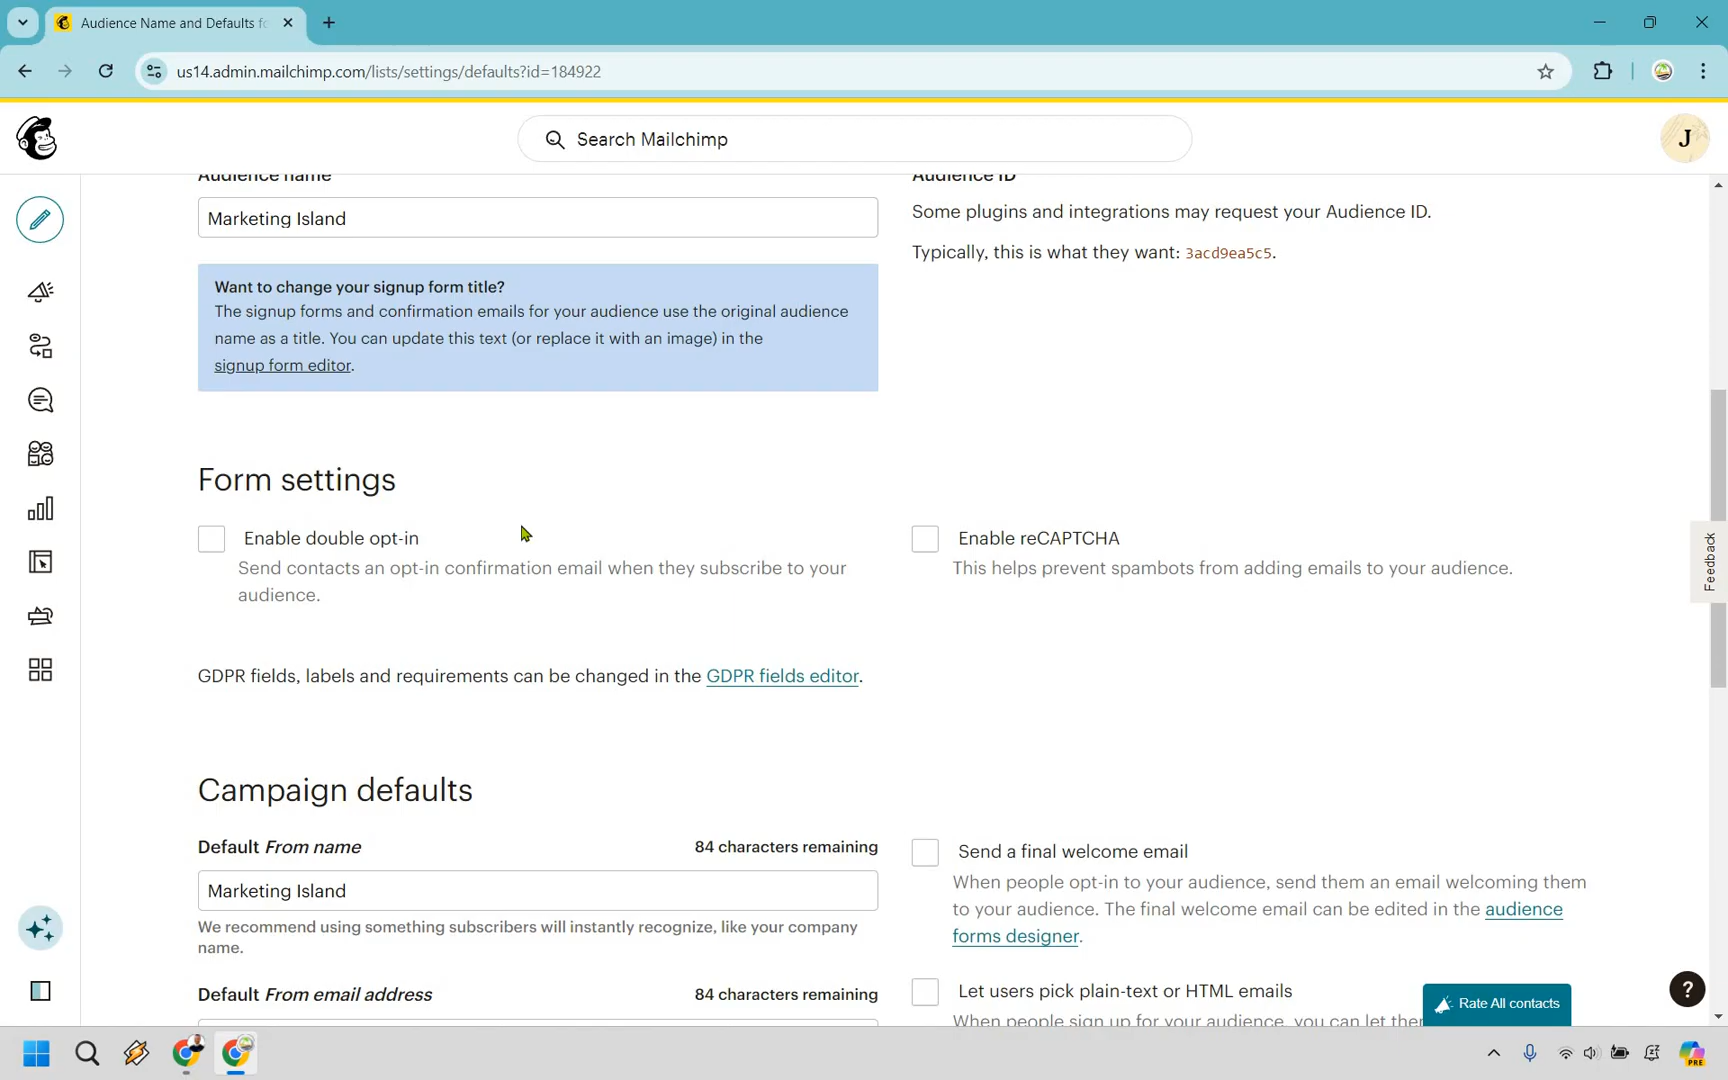 Audience Name and Defaults fo
us14.admin.mailchimp.com/lists/settings/defaults?id=184922
Search Mailchimp
J
Audience name
Marketing Island
Want to change your signup form title?
The signup forms and confirmation emails for your audience use the original audience
name as a title. You can update this text (or replace it with an image) in the
signup form editor.
Audience ID
Some plugins and integrations may request your Audience ID.
Typically, this is what they want: 3acd9ea5c5.
Form settings
Enable double opt-in
Send contacts an opt-in confirmation email when they subscribe to your
audience.
Enable reCAPTCHA
This helps prevent spambots from adding emails to your audience.
GDPR fields, labels and requirements can be changed in the GDPR fields editor.
Campaign defaults
Default From name
84 characters remaining
Marketing Island
We recommend using something subscribers will instantly recognize, like your company
name.
Default From email address
84 characters remaining
Send a final welcome email
When people opt-in to your audience, send them an email welcoming them
to your audience. The final welcome email can be edited in the audience
forms designer.
Let users pick plain-text or HTML emails
When people sign up for your audience, you can let them
Rate All contacts
?
Feedback
PRE